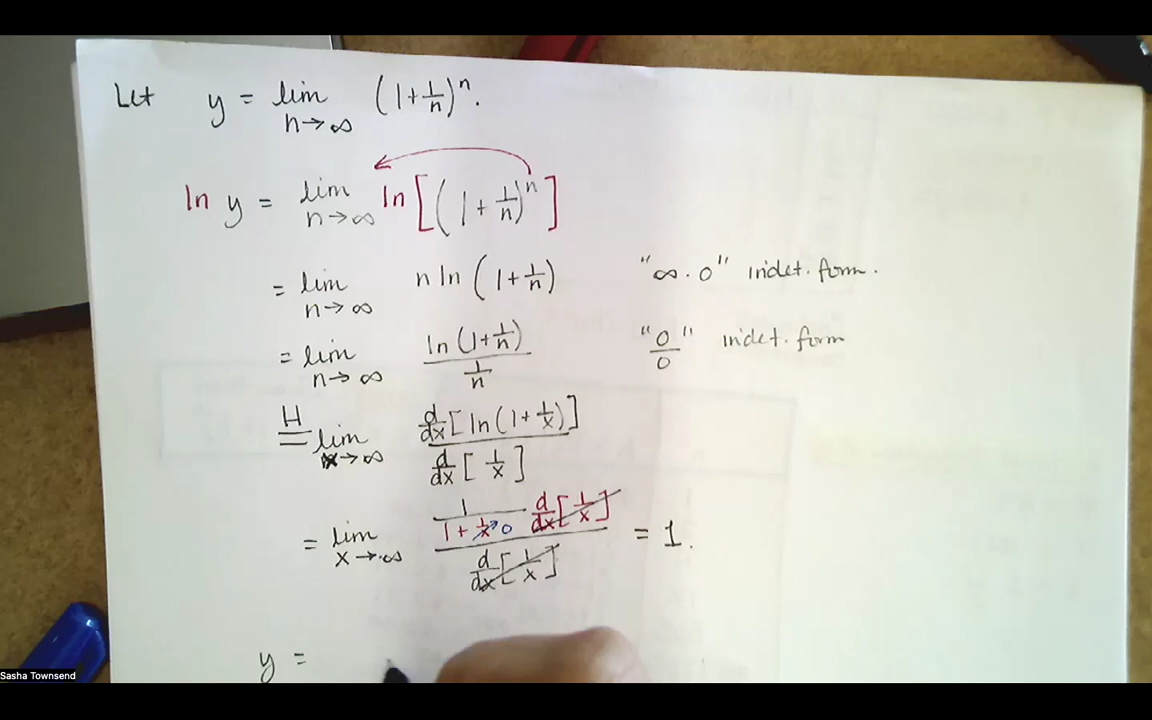 Let y = lim n→∞ (1+1/n)^n.
ln y = lim n→∞ ln[(1+1/n)^n]
= lim n→∞ n ln (1+1/n) "∞·0" indet. form.
= lim n→∞ ln(1+1/n) / (1/n) "0/0" indet. form
H= lim x→∞ d/dx[ln(1+1/x)] / d/dx[1/x]
= lim x→∞ 1/(1+1/x→0) d/dx[1/x] / d/dx[1/x] = 1.
y =
Sasha Townsend